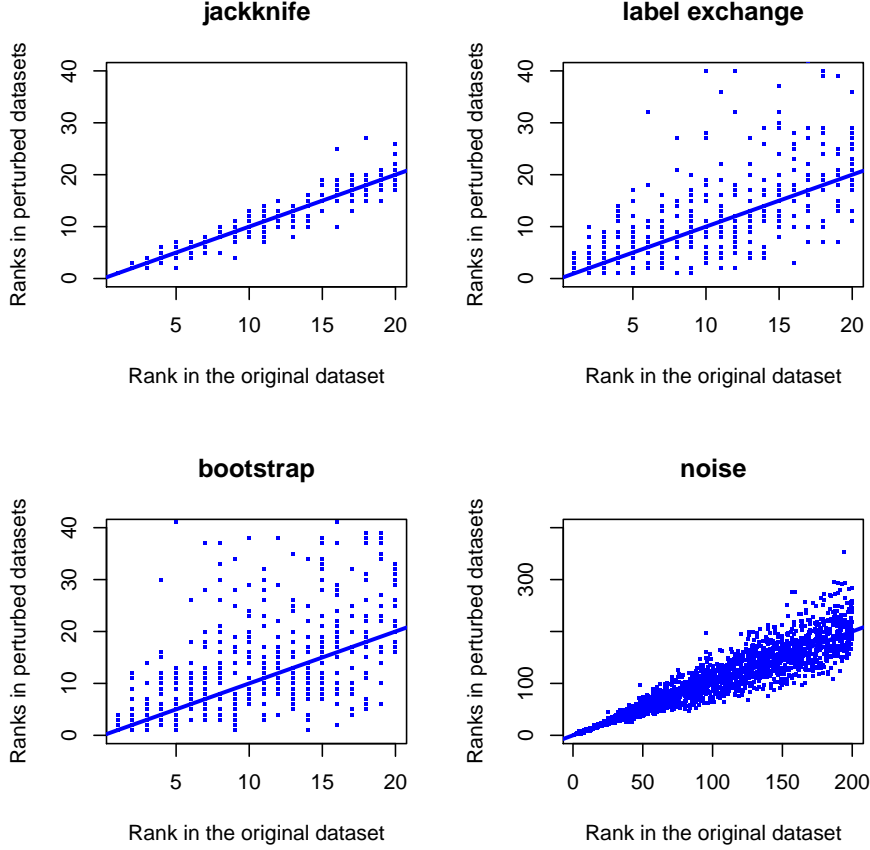 jackknife
Ranks in perturbed datasets
0 10 20 30 40
5 10 15 20
Rank in the original dataset
label exchange
Ranks in perturbed datasets
0 10 20 30 40
5 10 15 20
Rank in the original dataset
bootstrap
Ranks in perturbed datasets
0 10 20 30 40
5 10 15 20
Rank in the original dataset
noise
Ranks in perturbed datasets
0 100 300
0 50 100 150 200
Rank in the original dataset